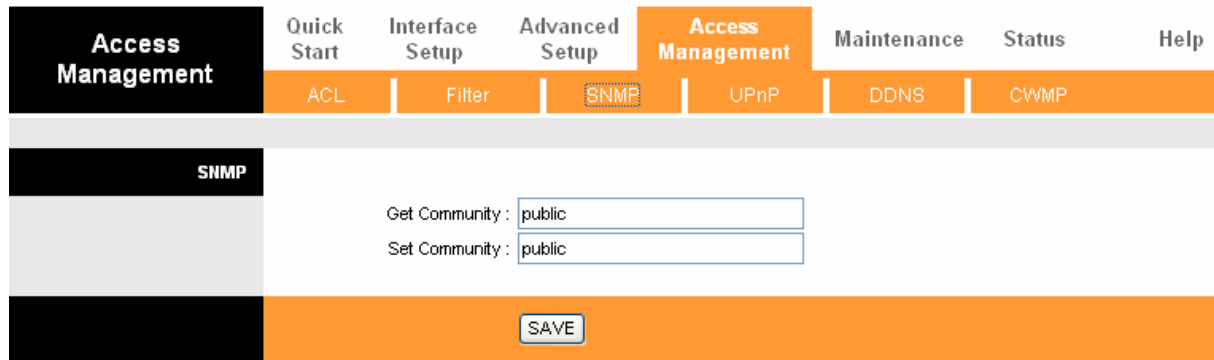 Access
Management
Quick
Start
Interface
Setup
Advanced
Setup
Access
Management
Maintenance
Status
Help
ACL
Filter
SNMP
UPnP
DDNS
CWMP
SNMP
Get Community : public
Set Community : public
SAVE